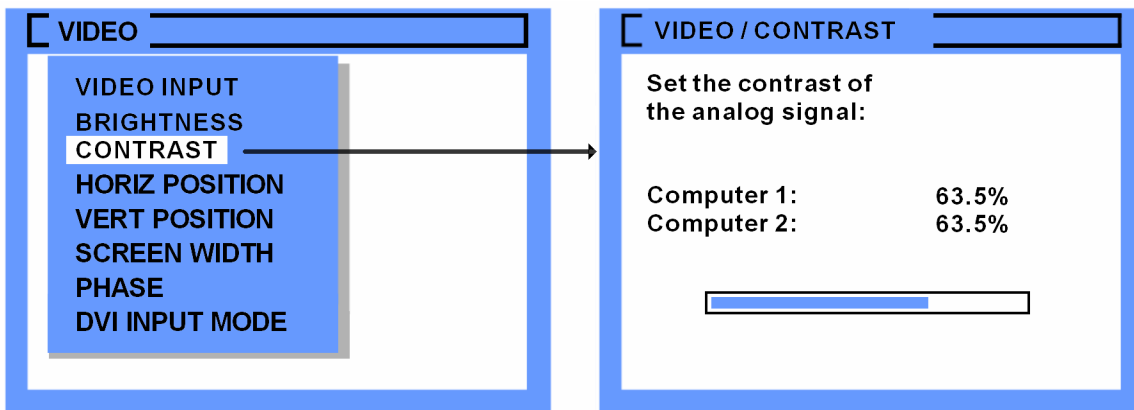 VIDEO
VIDEO INPUT
BRIGHTNESS
CONTRAST
HORIZ POSITION
VERT POSITION
SCREEN WIDTH
PHASE
DVI INPUT MODE
VIDEO / CONTRAST
Set the contrast of
the analog signal:
Computer 1: 63.5%
Computer 2: 63.5%